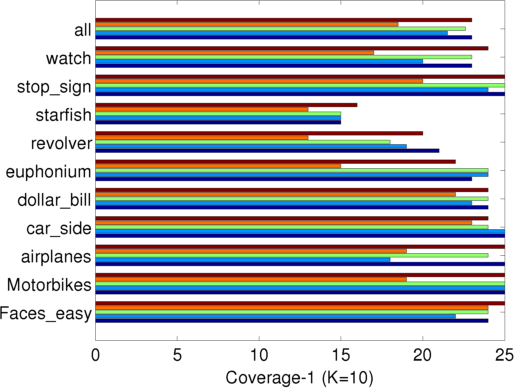 all
watch
stop_sign
starfish
revolver
euphonium
dollar_bill
car_side
airplanes
Motorbikes
Faces_easy
0 5 10 15 20 25
Coverage-1 (K=10)